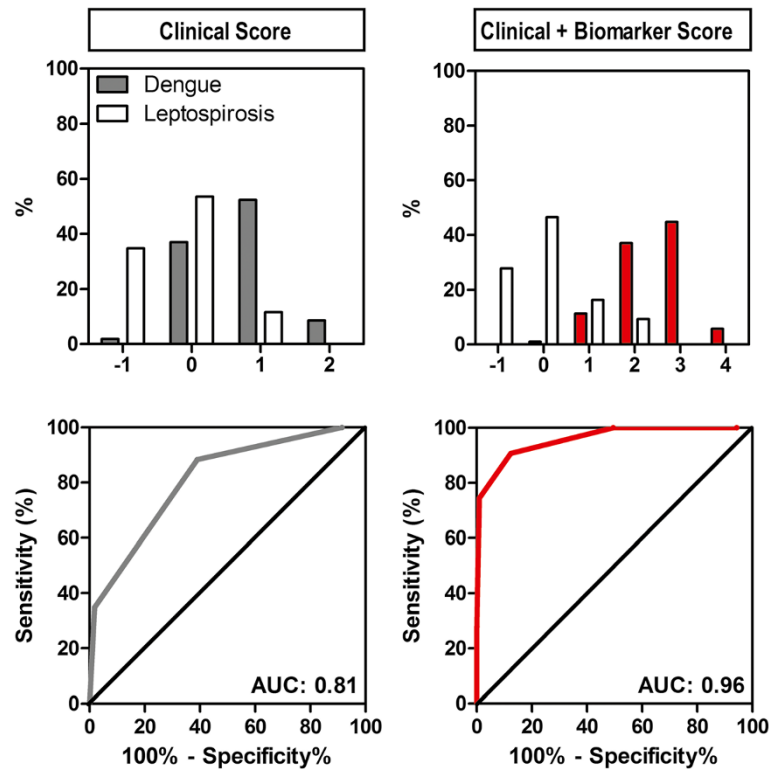 Clinical Score
Clinical + Biomarker Score
100
80
60
40
20
0
%
Dengue
Leptospirosis
-1 0 1 2
100
80
60
40
20
0
%
-1 0 1 2 3 4
100
80
60
40
20
0
Sensitivity (%)
AUC: 0.81
0 20 40 60 80 100
100% - Specificity%
100
80
60
40
20
0
Sensitivity (%)
AUC: 0.96
0 20 40 60 80 100
100% - Specificity%